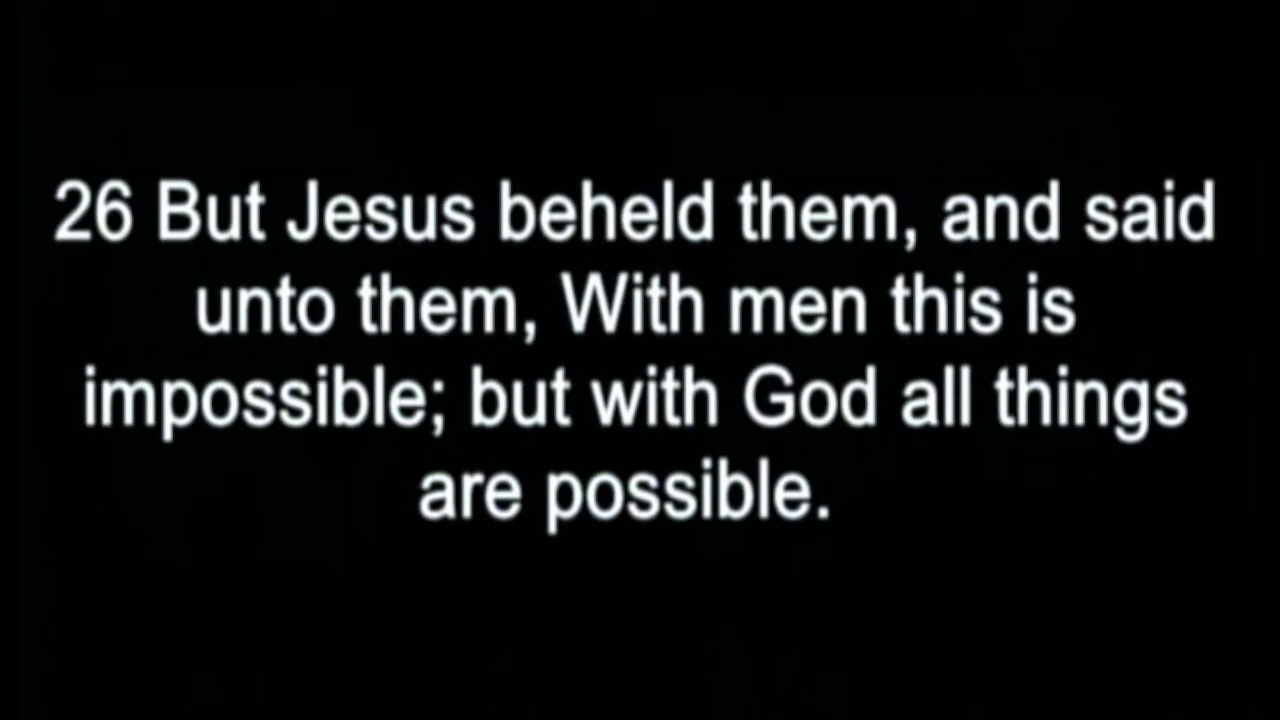 26 But Jesus beheld them, and said
unto them, With men this is
impossible; but with God all things
are possible.